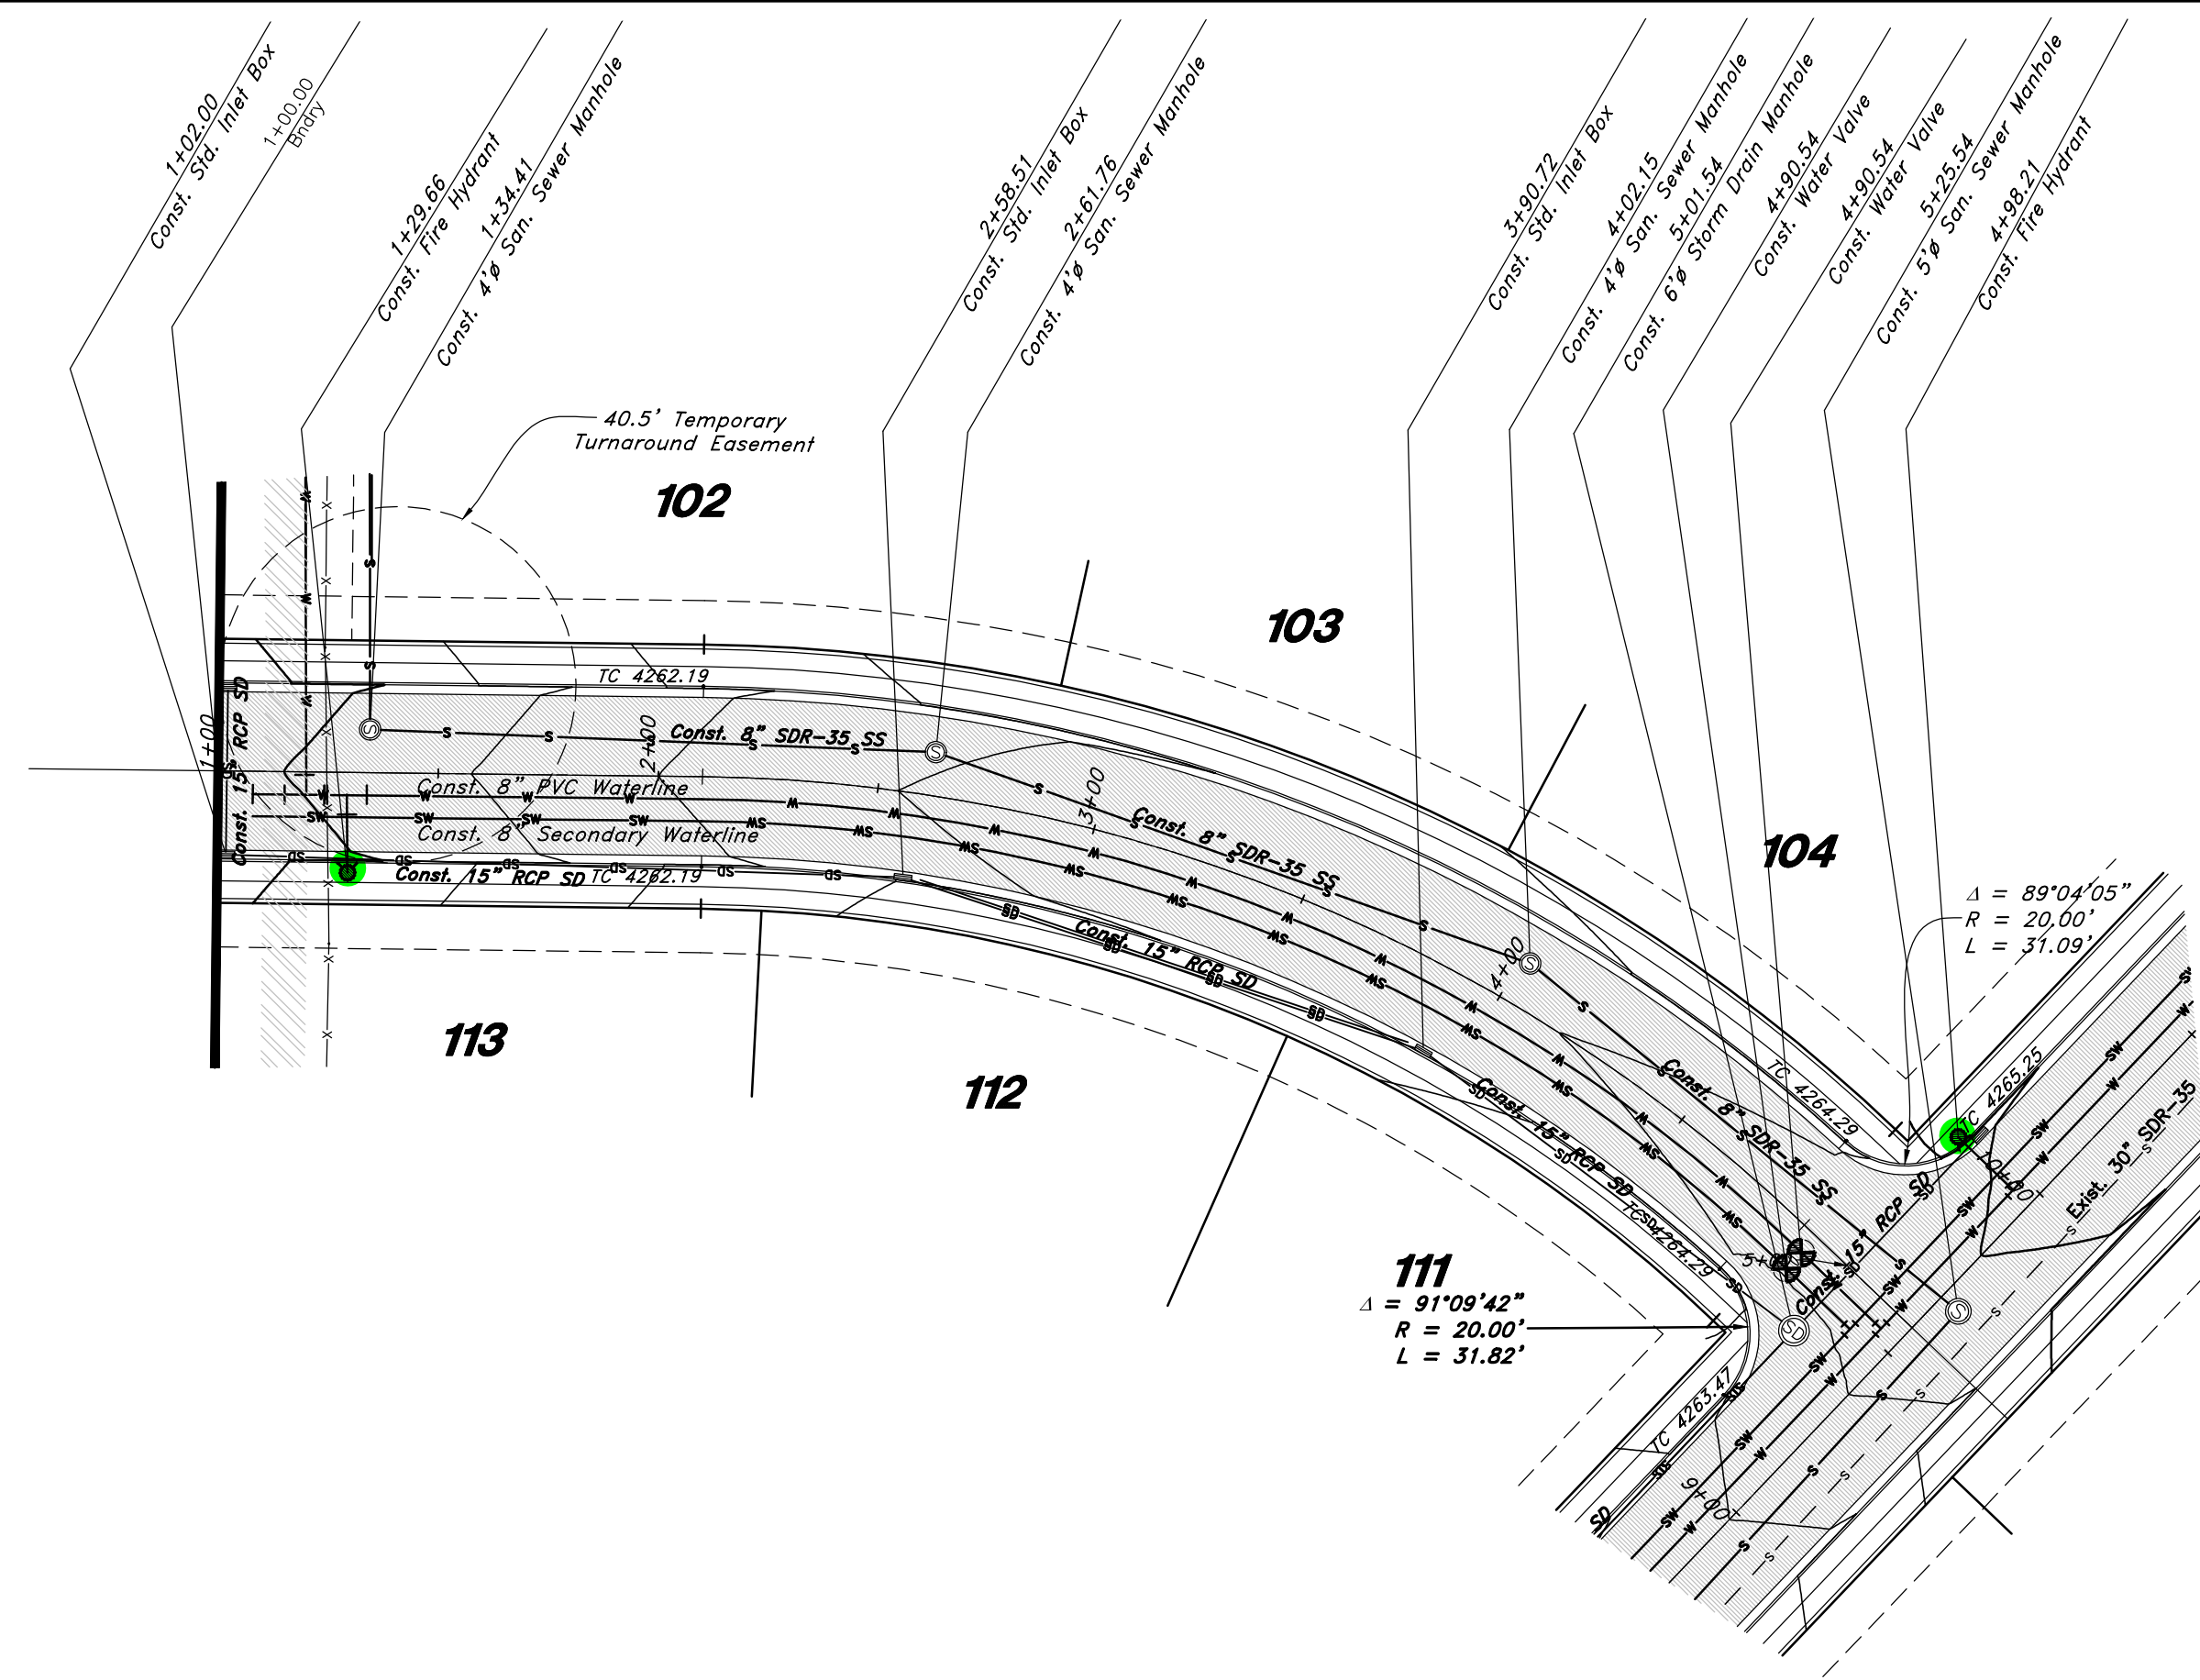 1+02.00
Const. Std. Inlet Box
1+00.00
Bndry
1+29.66
Const. Fire Hydrant
1+34.41
Const. 4'ø San. Sewer Manhole
2+58.51
Const. Std. Inlet Box
2+61.76
Const. 4'ø San. Sewer Manhole
3+90.72
Const. Std. Inlet Box
4+02.15
Const. 4'ø San. Sewer Manhole
5+01.54
Const. 6'ø Storm Drain Manhole
4+90.54
Const. Water Valve
4+90.54
Const. Water Valve
5+25.54
Const. 5'ø San. Sewer Manhole
4+98.21
Const. Fire Hydrant
40.5' Temporary
Turnaround Easement
102
103
104
TC 4262.19
1+00
Const. 15" RCP SD
2+00
Const. 8" SDR-35 SS
Const. 8" PVC Waterline
Const. 8" Secondary Waterline
Const. 15" RCP SD
TC 4262.19
3+00
Const. 8" SDR-35 SS
Const. 15" RCP SD
4+00
Δ = 89°04'05"
R = 20.00'
L = 31.09'
113
112
111
Const. 15" RCP SD
Const. 8" SDR-35 SS
TC 4264.29
TC 4265.25
TC 4264.29
10+00
Exist. 30" SDR-35
Const. 15" RCP SD
Δ = 91°09'42"
R = 20.00'
L = 31.82'
TC 4263.47
9+00
SD